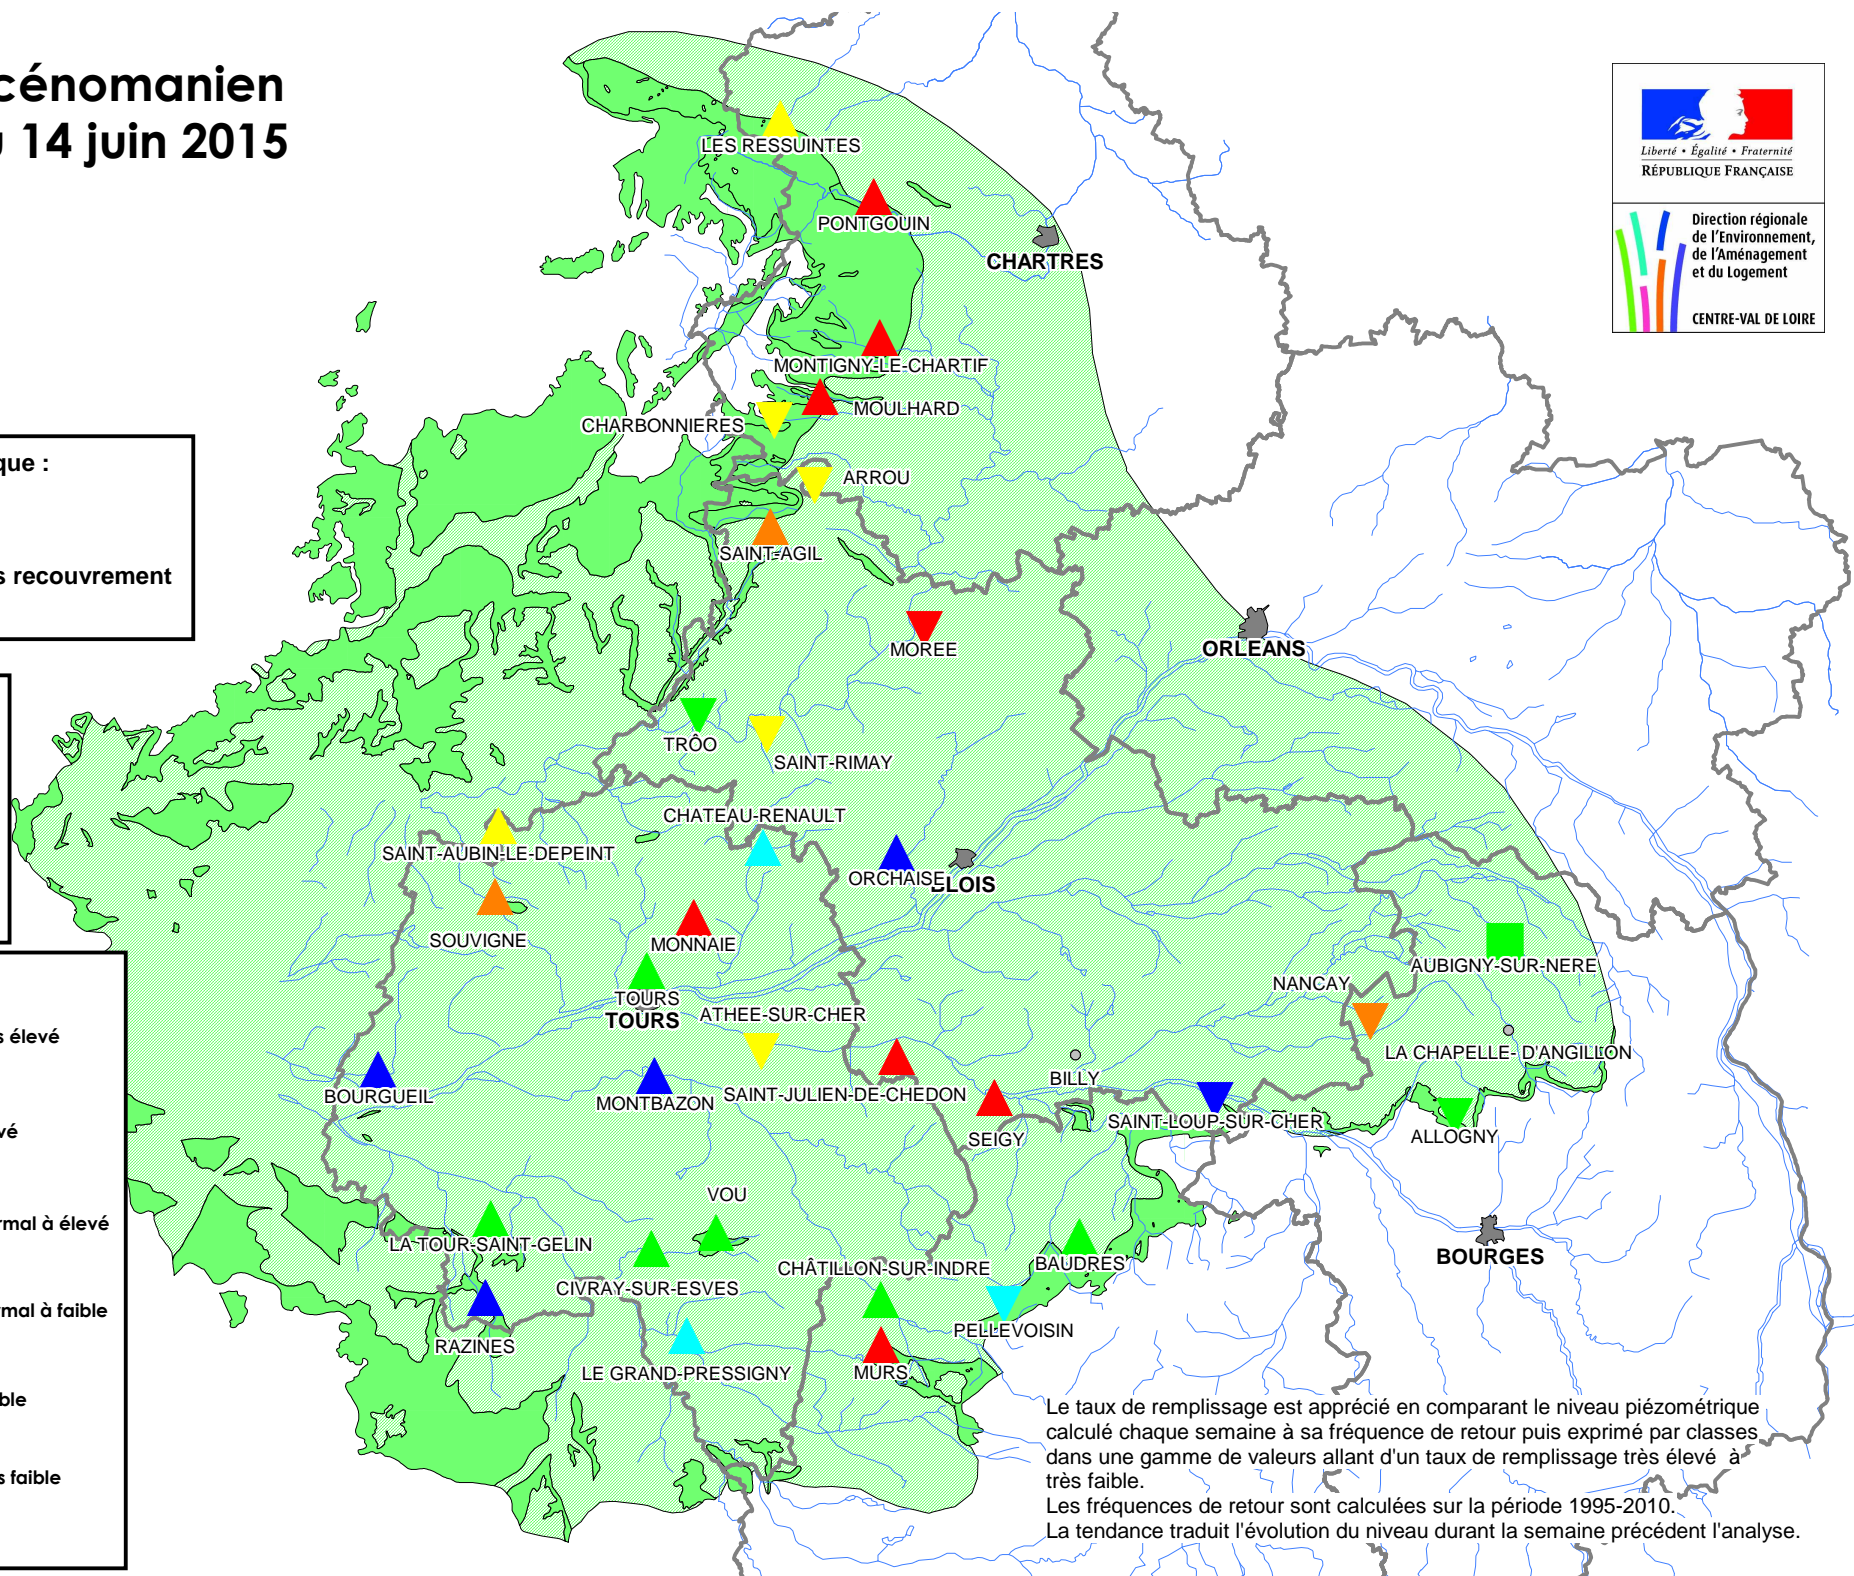 cénomanien
14 juin 2015
Liberté • Égalité • Fraternité
RÉPUBLIQUE FRANÇAISE
Direction régionale
de l'Environnement,
de l'Aménagement
et du Logement
CENTRE-VAL DE LOIRE
LES RESSUINTES
PONTGOUIN
CHARTRES
MONTIGNY-LE-CHARTIF
MOULHARD
CHARBONNIERES
ARROU
SAINT-AGIL
MOREE
ORLEANS
TRÔO
SAINT-RIMAY
CHATEAU-RENAULT
SAINT-AUBIN-LE-DEPEINT
ORCHAISE
BLOIS
SOUVIGNE
MONNAIE
AUBIGNY-SUR-NERE
NANCAY
TOURS
TOURS
ATHEE-SUR-CHER
LA CHAPELLE- D'ANGILLON
BILLY
BOURGUEIL
MONTBAZON
SAINT-JULIEN-DE-CHEDON
SAINT-LOUP-SUR-CHER
SEIGY
ALLOGNY
VOU
LA TOUR-SAINT-GELIN
BOURGES
CIVRAY-SUR-ESVES
CHÂTILLON-SUR-INDRE
BAUDRES
PELLEVOISIN
RAZINES
LE GRAND-PRESSIGNY
MURS
que :
recouvrement
élevé
à élevé
à faible
faible
Le taux de remplissage est apprécié en comparant le niveau piézométrique
calculé chaque semaine à sa fréquence de retour puis exprimé par classes
dans une gamme de valeurs allant d'un taux de remplissage très élevé à
très faible.
Les fréquences de retour sont calculées sur la période 1995-2010.
La tendance traduit l'évolution du niveau durant la semaine précédent l'analyse.